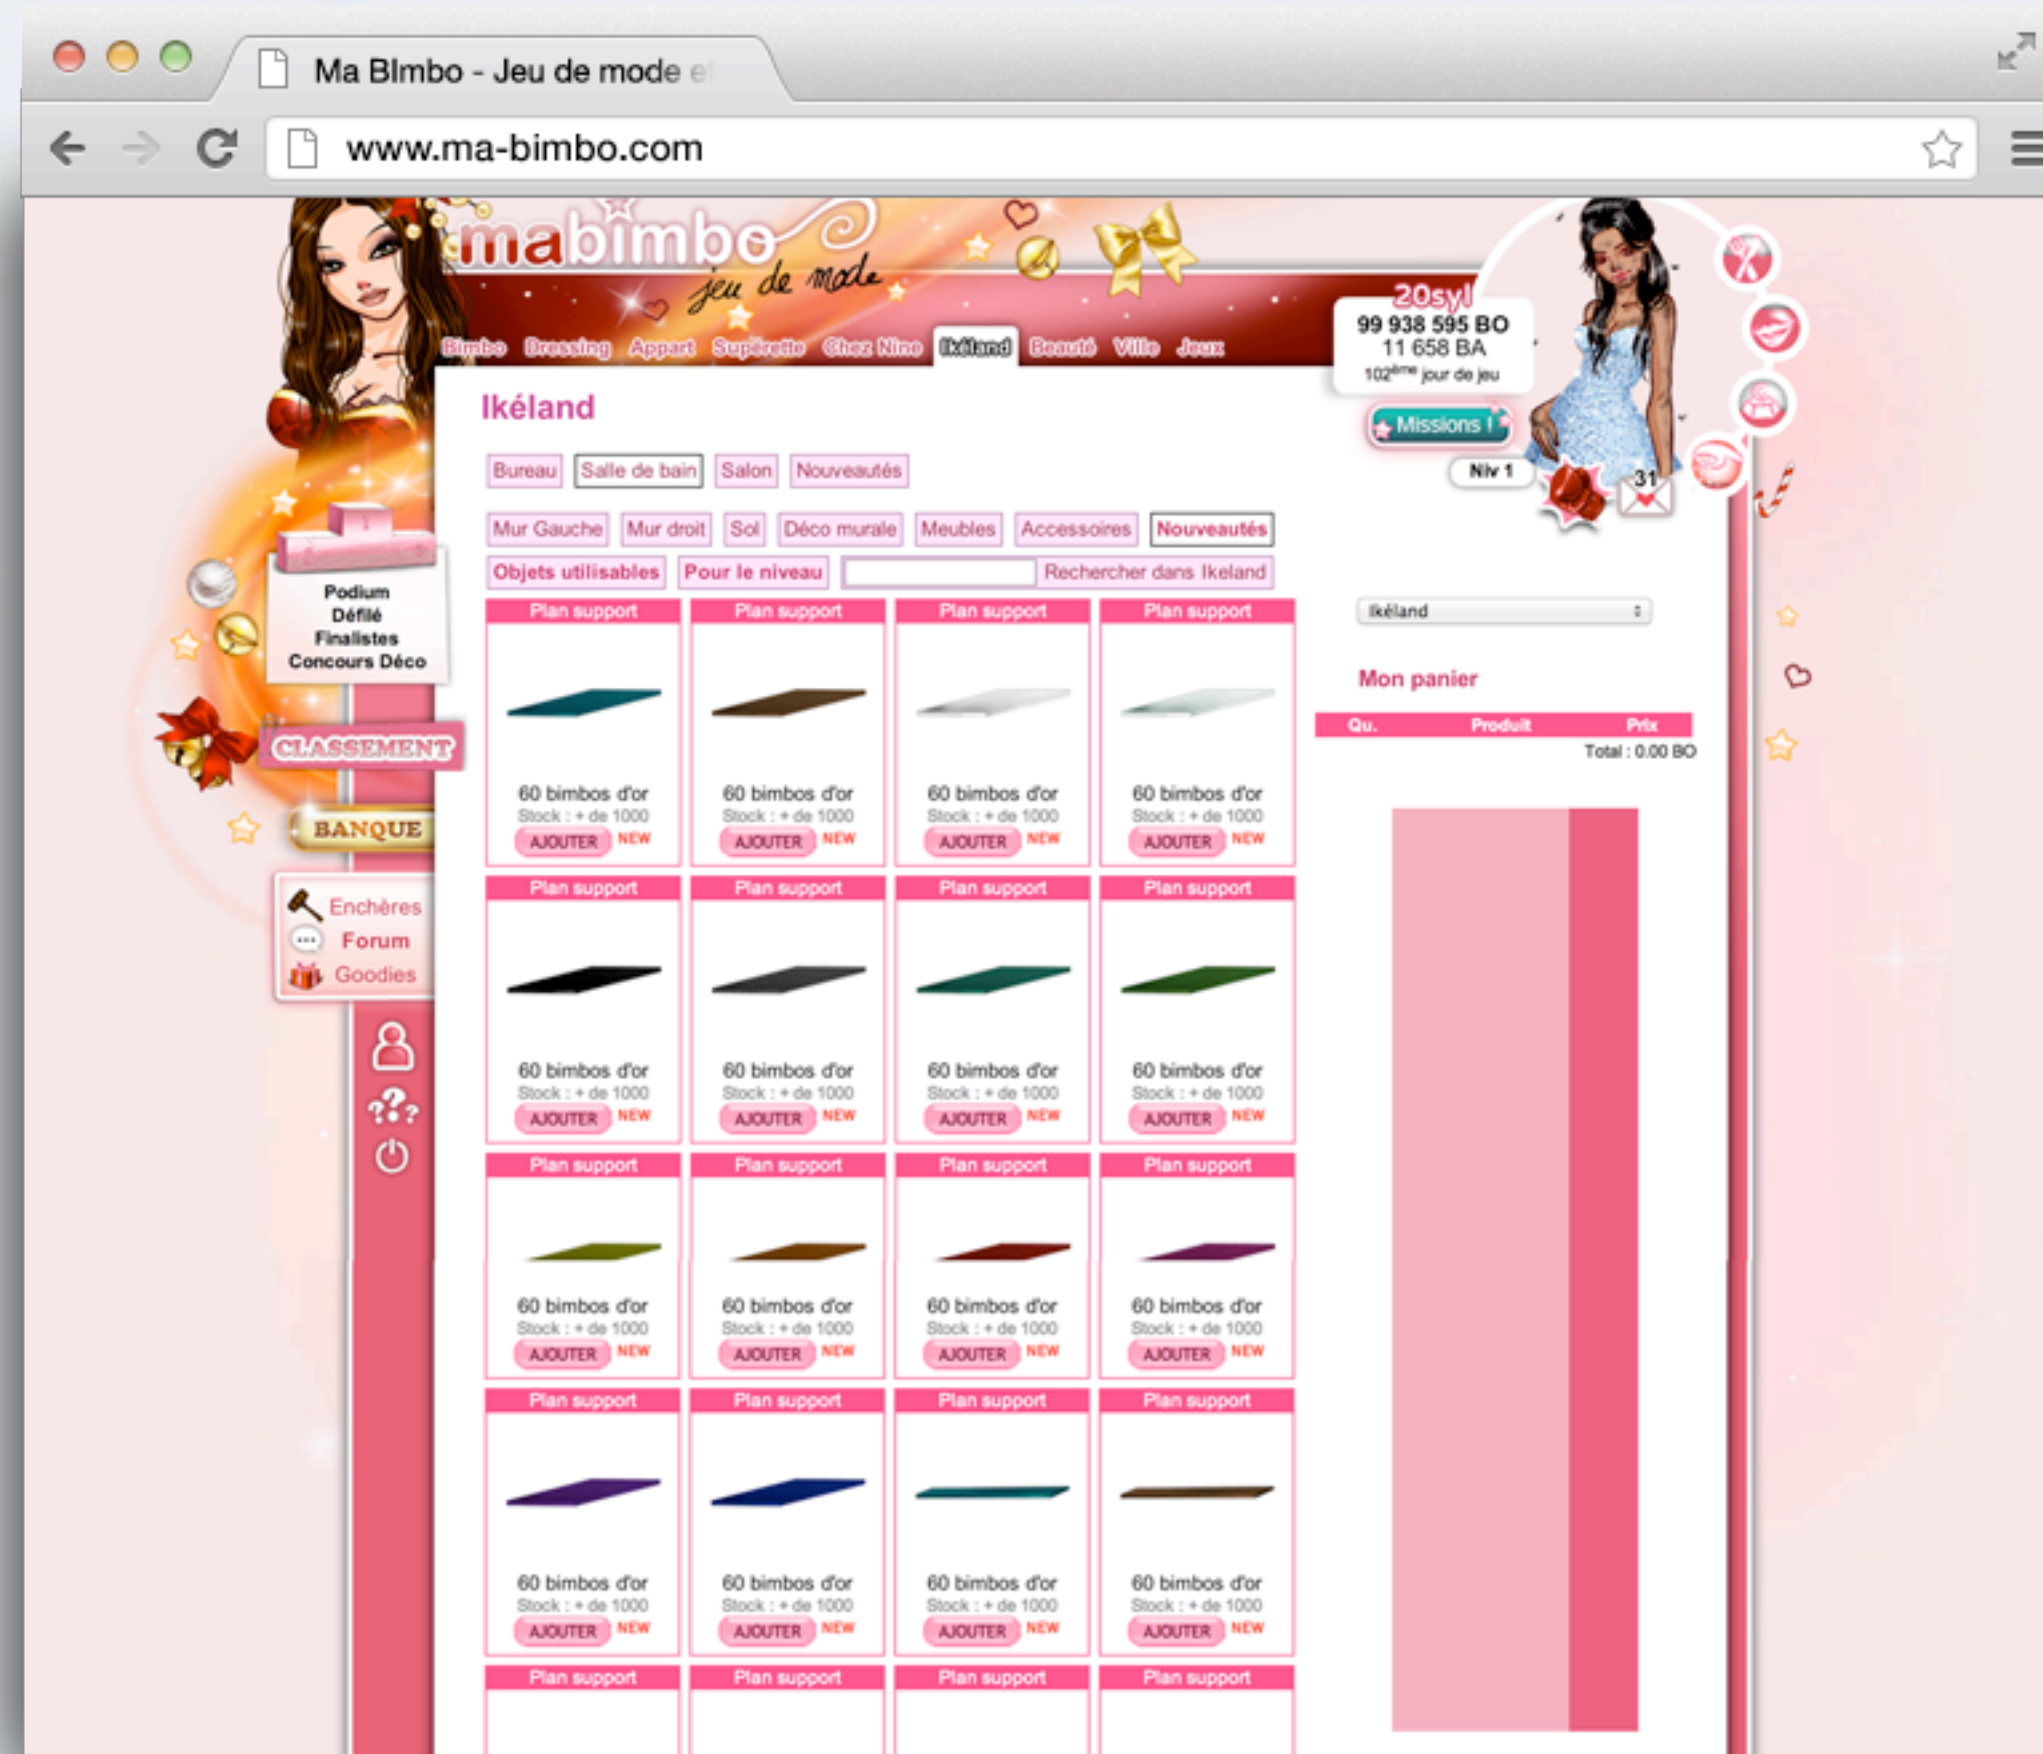 Ma BImbo - Jeu de mode e
www.ma-bimbo.com
mabimbo
jeu de mode
Bimbo Dressing Appart Supérette Chez Nine Ikéland Beauté Ville Jeux
20syl
99 938 595 BO
11 658 BA
102ème jour de jeu
Missions !
Niv 1
31
Ikéland
Bureau Salle de bain Salon Nouveautés
Mur Gauche Mur droit Sol Déco murale Meubles Accessoires Nouveautés
Objets utilisables Pour le niveau Rechercher dans Ikeland
1
Podium
Défilé
Finalistes
Concours Déco
CLASSEMENT
BANQUE
Enchères
Forum
Goodies
???
Plan support Plan support Plan support Plan support
60 bimbos d'or 60 bimbos d'or 60 bimbos d'or 60 bimbos d'or
Stock : + de 1000 Stock : + de 1000 Stock : + de 1000 Stock : + de 1000
AJOUTER NEW AJOUTER NEW AJOUTER NEW AJOUTER NEW
Plan support Plan support Plan support Plan support
60 bimbos d'or 60 bimbos d'or 60 bimbos d'or 60 bimbos d'or
Stock : + de 1000 Stock : + de 1000 Stock : + de 1000 Stock : + de 1000
AJOUTER NEW AJOUTER NEW AJOUTER NEW AJOUTER NEW
Plan support Plan support Plan support Plan support
60 bimbos d'or 60 bimbos d'or 60 bimbos d'or 60 bimbos d'or
Stock : + de 1000 Stock : + de 1000 Stock : + de 1000 Stock : + de 1000
AJOUTER NEW AJOUTER NEW AJOUTER NEW AJOUTER NEW
Plan support Plan support Plan support Plan support
60 bimbos d'or 60 bimbos d'or 60 bimbos d'or 60 bimbos d'or
Stock : + de 1000 Stock : + de 1000 Stock : + de 1000 Stock : + de 1000
AJOUTER NEW AJOUTER NEW AJOUTER NEW AJOUTER NEW
Plan support Plan support Plan support Plan support
Ikéland
Mon panier
Qu. Produit Prix
Total : 0.00 BO